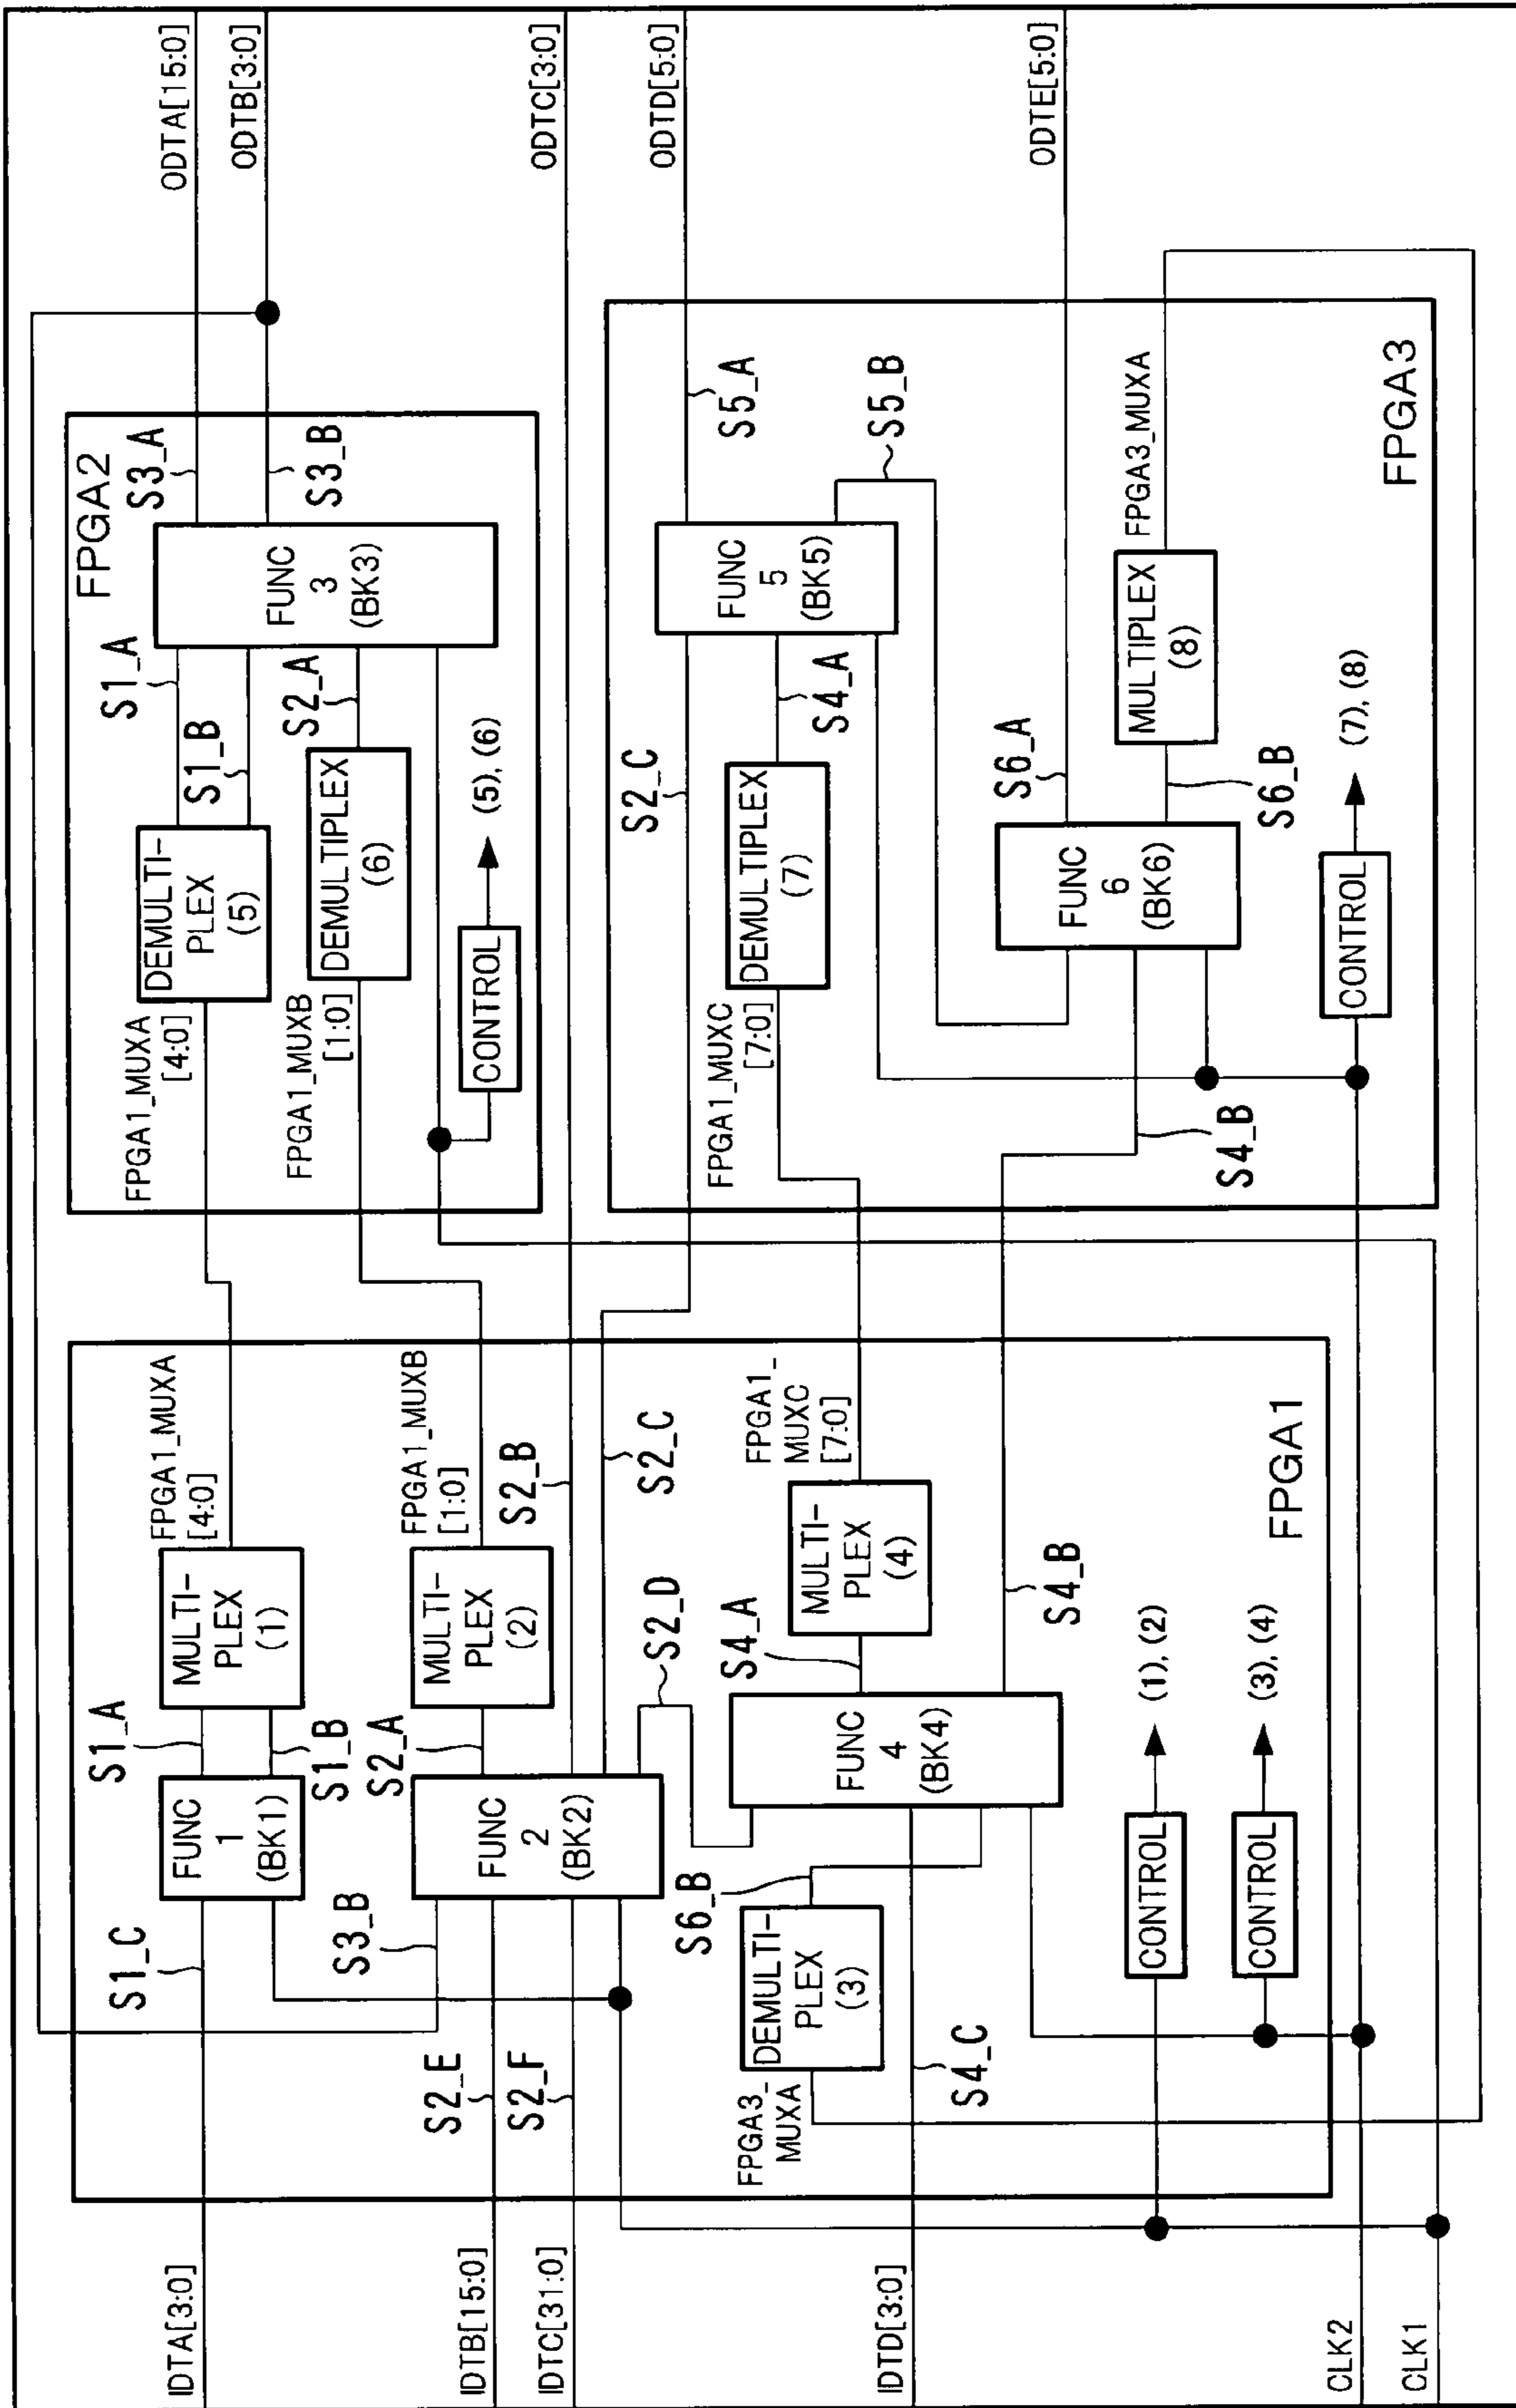 IDTA[3:0]
IDTB[15:0]
IDTC[31:0]
IDTD[3:0]
CLK2
CLK1
S1_C
FUNC
1
(BK1)
S1_A
S1_B
MULTI-
PLEX
(1)
FPGA1_MUXA
[4:0]
S3_B
S2_E
S2_F
FUNC
2
(BK2)
S2_A
MULTI-
PLEX
(2)
FPGA1_MUXB
[1:0]
S2_B
S2_C
S2_D
FPGA3_
MUXA
DEMULTI-
PLEX
(3)
S6_B
S4_C
FUNC
4
(BK4)
S4_A
MULTI-
PLEX
(4)
FPGA1_
MUXC
[7:0]
S4_B
CONTROL
(1), (2)
CONTROL
(3), (4)
FPGA1
FPGA1_MUXA
[4:0]
DEMULTI-
PLEX
(5)
S1_A
S1_B
FPGA1_MUXB
[1:0]
DEMULTIPLEX
(6)
S2_A
CONTROL
(5), (6)
FUNC
3
(BK3)
FPGA2
S3_A
S3_B
S2_C
FPGA1_MUXC
[7:0]
DEMULTIPLEX
(7)
S4_A
FUNC
5
(BK5)
S5_A
S5_B
S4_B
FUNC
6
(BK6)
S6_A
S6_B
MULTIPLEX
(8)
FPGA3_MUXA
CONTROL
(7), (8)
FPGA3
ODTA[15:0]
ODTB[3:0]
ODTC[3:0]
ODTD[5:0]
ODTE[5:0]